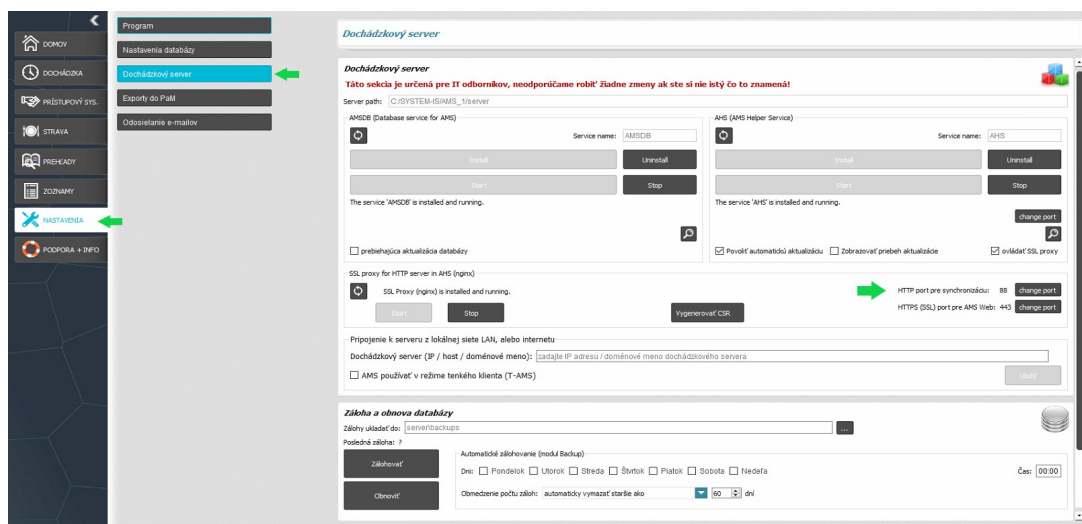 DOMOV
DOCHÁDZKA
PRÍSTUPOVÝ SYS.
STRAVA
PREHĽADY
ZOZNAMY
NASTAVENIA
PODPORA + INFO
Program
Nastavenia databázy
Dochádzkový server
Exporty do PaM
Odosielanie e-mailov
Dochádzkový server
Dochádzkový server
Táto sekcia je určená pre IT odborníkov, neodporúčame robiť žiadne zmeny ak ste si nie istý čo to znamená!
Server path: C:/SYSTEM-IS/AMS_1/server
AMSDB (Database service for AMS)
Service name: AMSDB
Install Uninstall
Start Stop
The service 'AMSDB' is installed and running.
prebiehajúca aktualizácia databázy
AHS (AMS Helper Service)
Service name: AHS
Install Uninstall
Start Stop
The service 'AHS' is installed and running.
change port
Povoliť automatickú aktualizáciu Zobrazovať priebeh aktualizácie ovládať SSL proxy
SSL proxy for HTTP server in AHS (nginx)
SSL Proxy (nginx) is installed and running.
Start Stop Vygenerovať CSR
HTTP port pre synchronizáciu: 88 change port
HTTPS (SSL) port pre AMS Web: 443 change port
Pripojenie k serveru z lokálnej siete LAN, alebo internetu
Dochádzkový server (IP / host / doménové meno): zadajte IP adresu / doménové meno dochádzkového servera
AMS používať v režime tenkého klienta (T-AMS)
Uložiť
Záloha a obnova databázy
Zálohy ukladať do: server\backups ...
Posledná záloha: ?
Zálohovať
Obnoviť
Automatické zálohovanie (modul Backup)
Dni: Pondelok Utorok Streda Štvrtok Piatok Sobota Nedeľa Čas: 00:00
Obmedzenie počtu záloh: automaticky vymazať staršie ako 60 dní